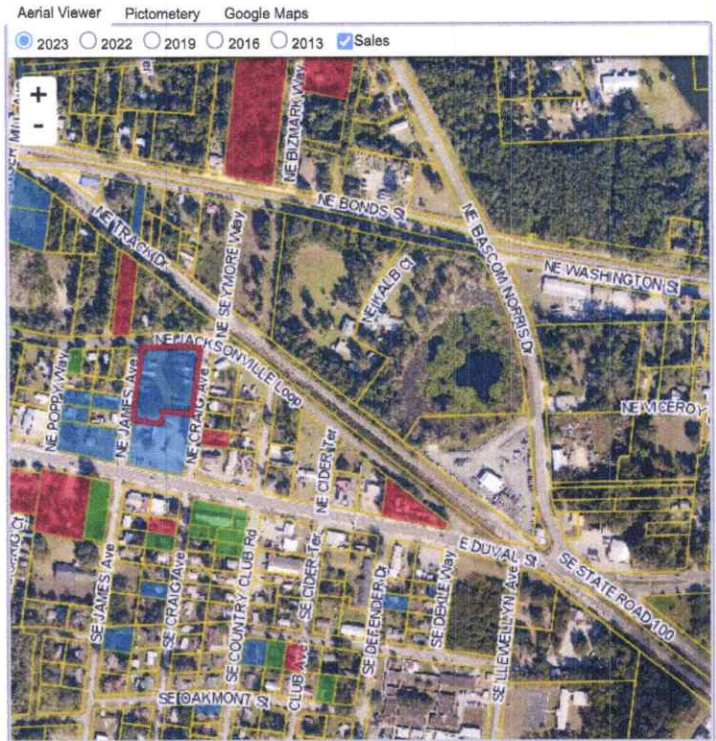 Aerial Viewer Pictometery Google Maps
2023 2022 2019 2016 2013 Sales
+
-
NE BIZMARK Way
NE BONDS St
NE TRACK Dr
NE SEYMORE Way
NE KALB Ct
NE BASCOM NORRIS Dr
NE WASHINGTON St
NE JACKSONVILLE Loop
NE POPPY Way
NE JAMES Ave
NE CRAIG Ave
NE VICEROY
NE CIDER Ter
E DUVAL St
SE STATE ROAD 100
SE JAMES Ave
SE CRAIG Ave
SE COUNTRY CLUB Rd
SE CIDER Ter
SE DEFENDER Dr
SE DEKLE Way
SE LLEWELLYN Ave
CLUB Ave
SE OAKMONT St